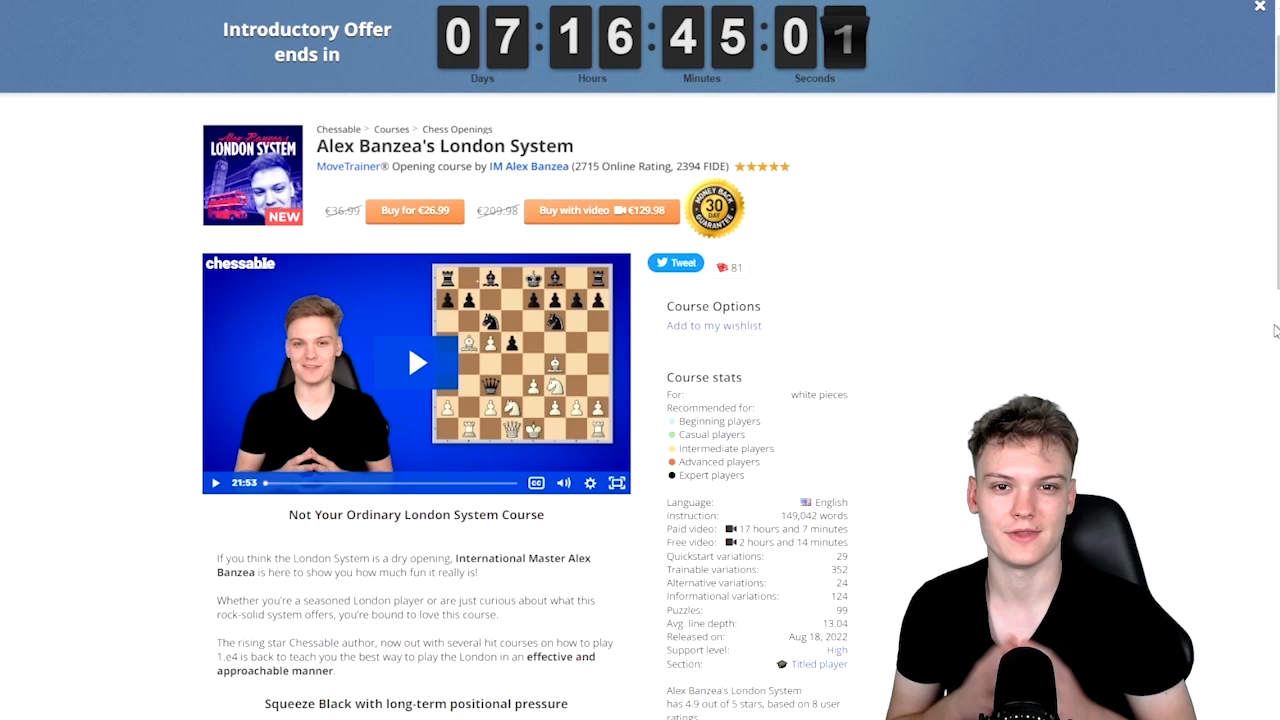 Introductory Offer
ends in
07 : 16 : 45 : 01
Days Hours Minutes Seconds
Chessable > Courses > Chess Openings
Alex Banzea's London System
MoveTrainer® Opening course by IM Alex Banzea (2715 Online Rating, 2394 FIDE)
€36.99 Buy for €26.99 €209.98 Buy with video €129.98
MONEY BACK
30
DAY
GUARANTEE
Alex Banzea's
LONDON SYSTEM
NEW
chessable
21:53
CC
Tweet 81
Course Options
Add to my wishlist
Course stats
For: white pieces
Recommended for:
Beginning players
Casual players
Intermediate players
Advanced players
Expert players
Language: English
Instruction: 149,042 words
Paid video: 17 hours and 7 minutes
Free video: 2 hours and 14 minutes
Quickstart variations: 29
Trainable variations: 352
Alternative variations: 24
Informational variations: 124
Puzzles: 99
Avg. line depth: 13.04
Released on: Aug 18, 2022
Support level: High
Section: Titled player
Alex Banzea's London System
has 4.9 out of 5 stars, based on 8 user
ratings
Not Your Ordinary London System Course
If you think the London System is a dry opening, International Master Alex
Banzea is here to show you how much fun it really is!
Whether you're a seasoned London player or are just curious about what this
rock-solid system offers, you're bound to love this course.
The rising star Chessable author, now out with several hit courses on how to play
1.e4 is back to teach you the best way to play the London in an effective and
approachable manner.
Squeeze Black with long-term positional pressure